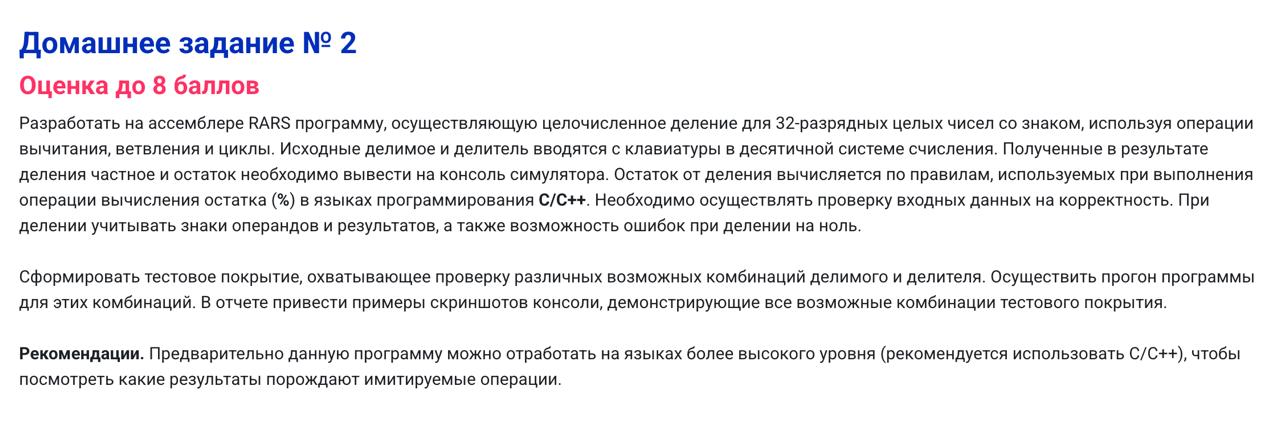 Домашнее задание № 2
Оценка до 8 баллов
Разработать на ассемблере RARS программу, осуществляющую целочисленное деление для 32-разрядных целых чисел со знаком, используя операции
вычитания, ветвления и циклы. Исходные делимое и делитель вводятся с клавиатуры в десятичной системе счисления. Полученные в результате
деления частное и остаток необходимо вывести на консоль симулятора. Остаток от деления вычисляется по правилам, используемых при выполнения
операции вычисления остатка (%) в языках программирования C/C++. Необходимо осуществлять проверку входных данных на корректность. При
делении учитывать знаки операндов и результатов, а также возможность ошибок при делении на ноль.
Сформировать тестовое покрытие, охватывающее проверку различных возможных комбинаций делимого и делителя. Осуществить прогон программы
для этих комбинаций. В отчете привести примеры скриншотов консоли, демонстрирующие все возможные комбинации тестового покрытия.
Рекомендации. Предварительно данную программу можно отработать на языках более высокого уровня (рекомендуется использовать C/C++), чтобы
посмотреть какие результаты порождают имитируемые операции.